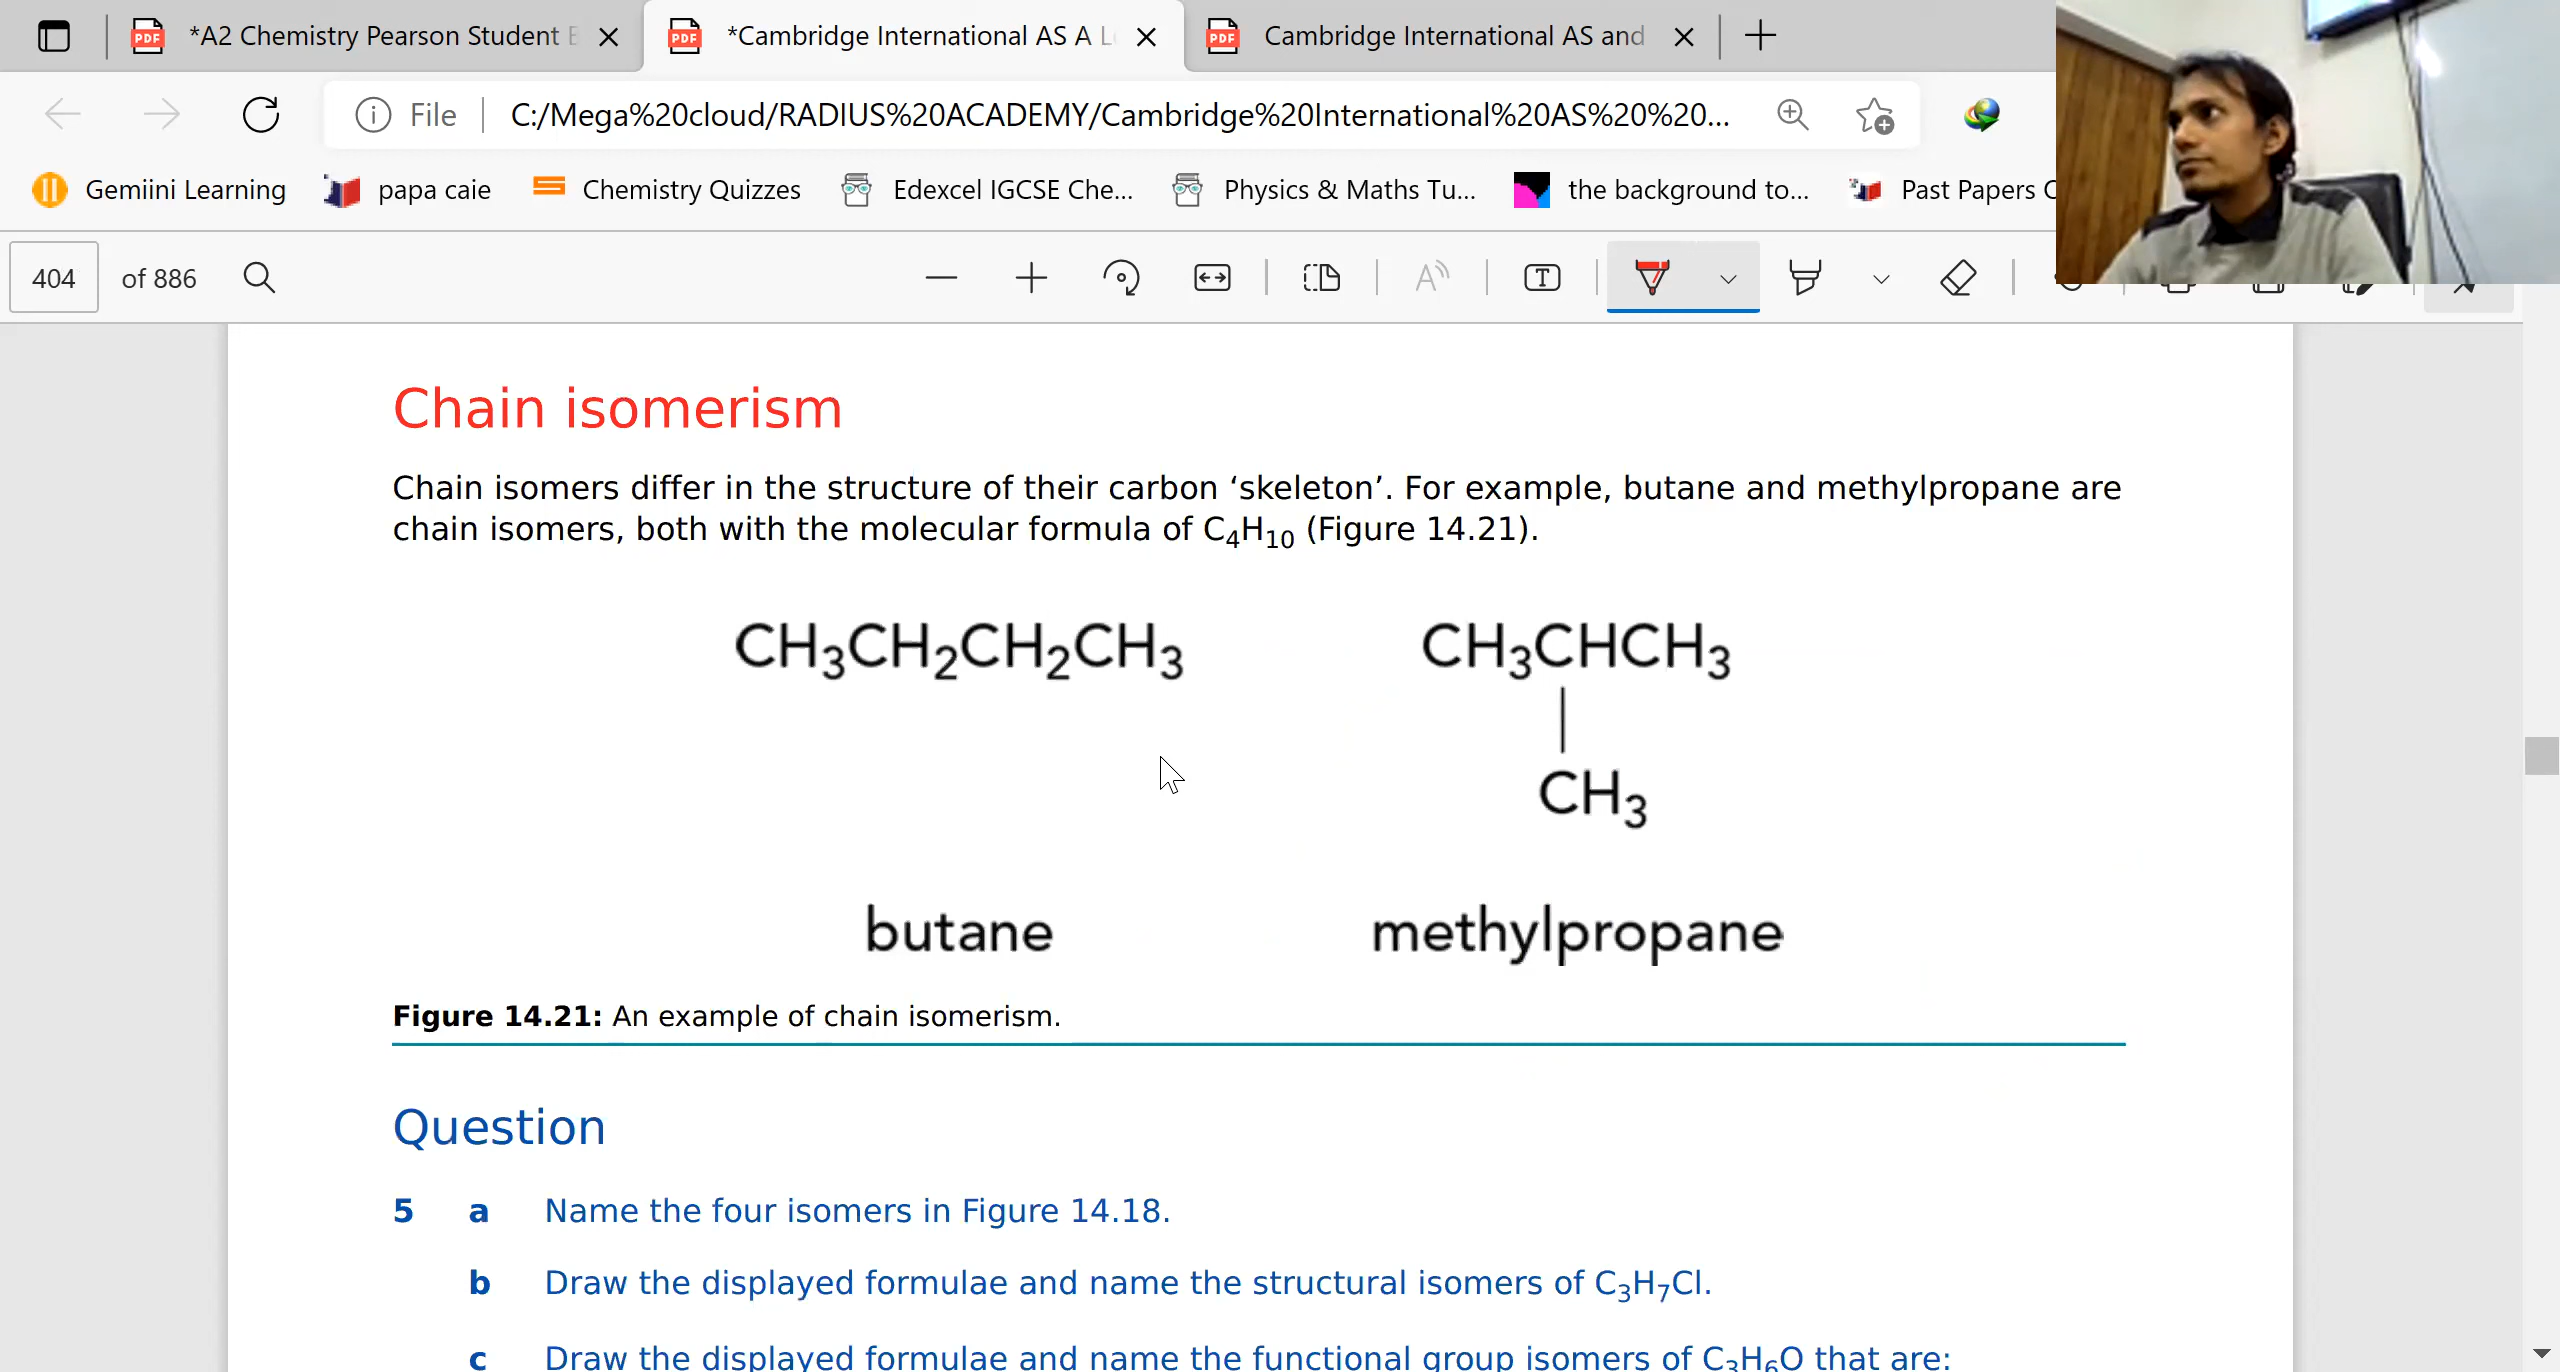 *A2 Chemistry Pearson Student
*Cambridge International AS A
Cambridge International AS and
File
C:/Mega%20cloud/RADIUS%20ACADEMY/Cambridge%20International%20AS%20%20...
Gemiini Learning
papa caie
Chemistry Quizzes
Edexcel IGCSE Che...
Physics & Maths Tu...
the background to...
Past Papers
404 of 886
Chain isomerism
Chain isomers differ in the structure of their carbon ‘skeleton’. For example, butane and methylpropane are
chain isomers, both with the molecular formula of C₄H₁₀ (Figure 14.21).
CH₃CH₂CH₂CH₃
CH₃CHCH₃
CH₃
butane
methylpropane
Figure 14.21: An example of chain isomerism.
Question
5 a Name the four isomers in Figure 14.18.
b Draw the displayed formulae and name the structural isomers of C₃H₇Cl.
c Draw the displayed formulae and name the functional group isomers of C₃H₆O that are: